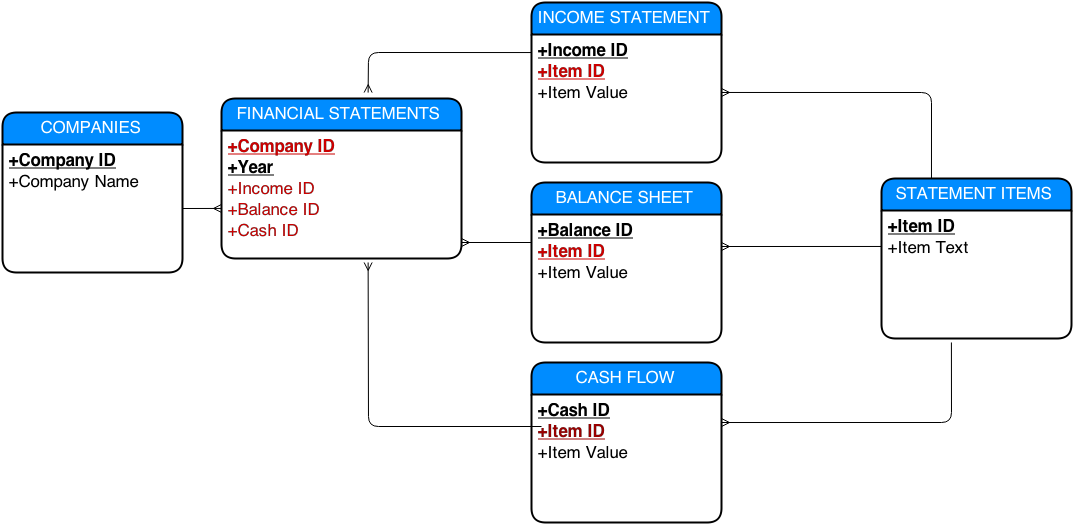 COMPANIES
+Company ID
+Company Name
FINANCIAL STATEMENTS
+Company ID
+Year
+Income ID
+Balance ID
+Cash ID
INCOME STATEMENT
+Income ID
+Item ID
+Item Value
BALANCE SHEET
+Balance ID
+Item ID
+Item Value
CASH FLOW
+Cash ID
+Item ID
+Item Value
STATEMENT ITEMS
+Item ID
+Item Text